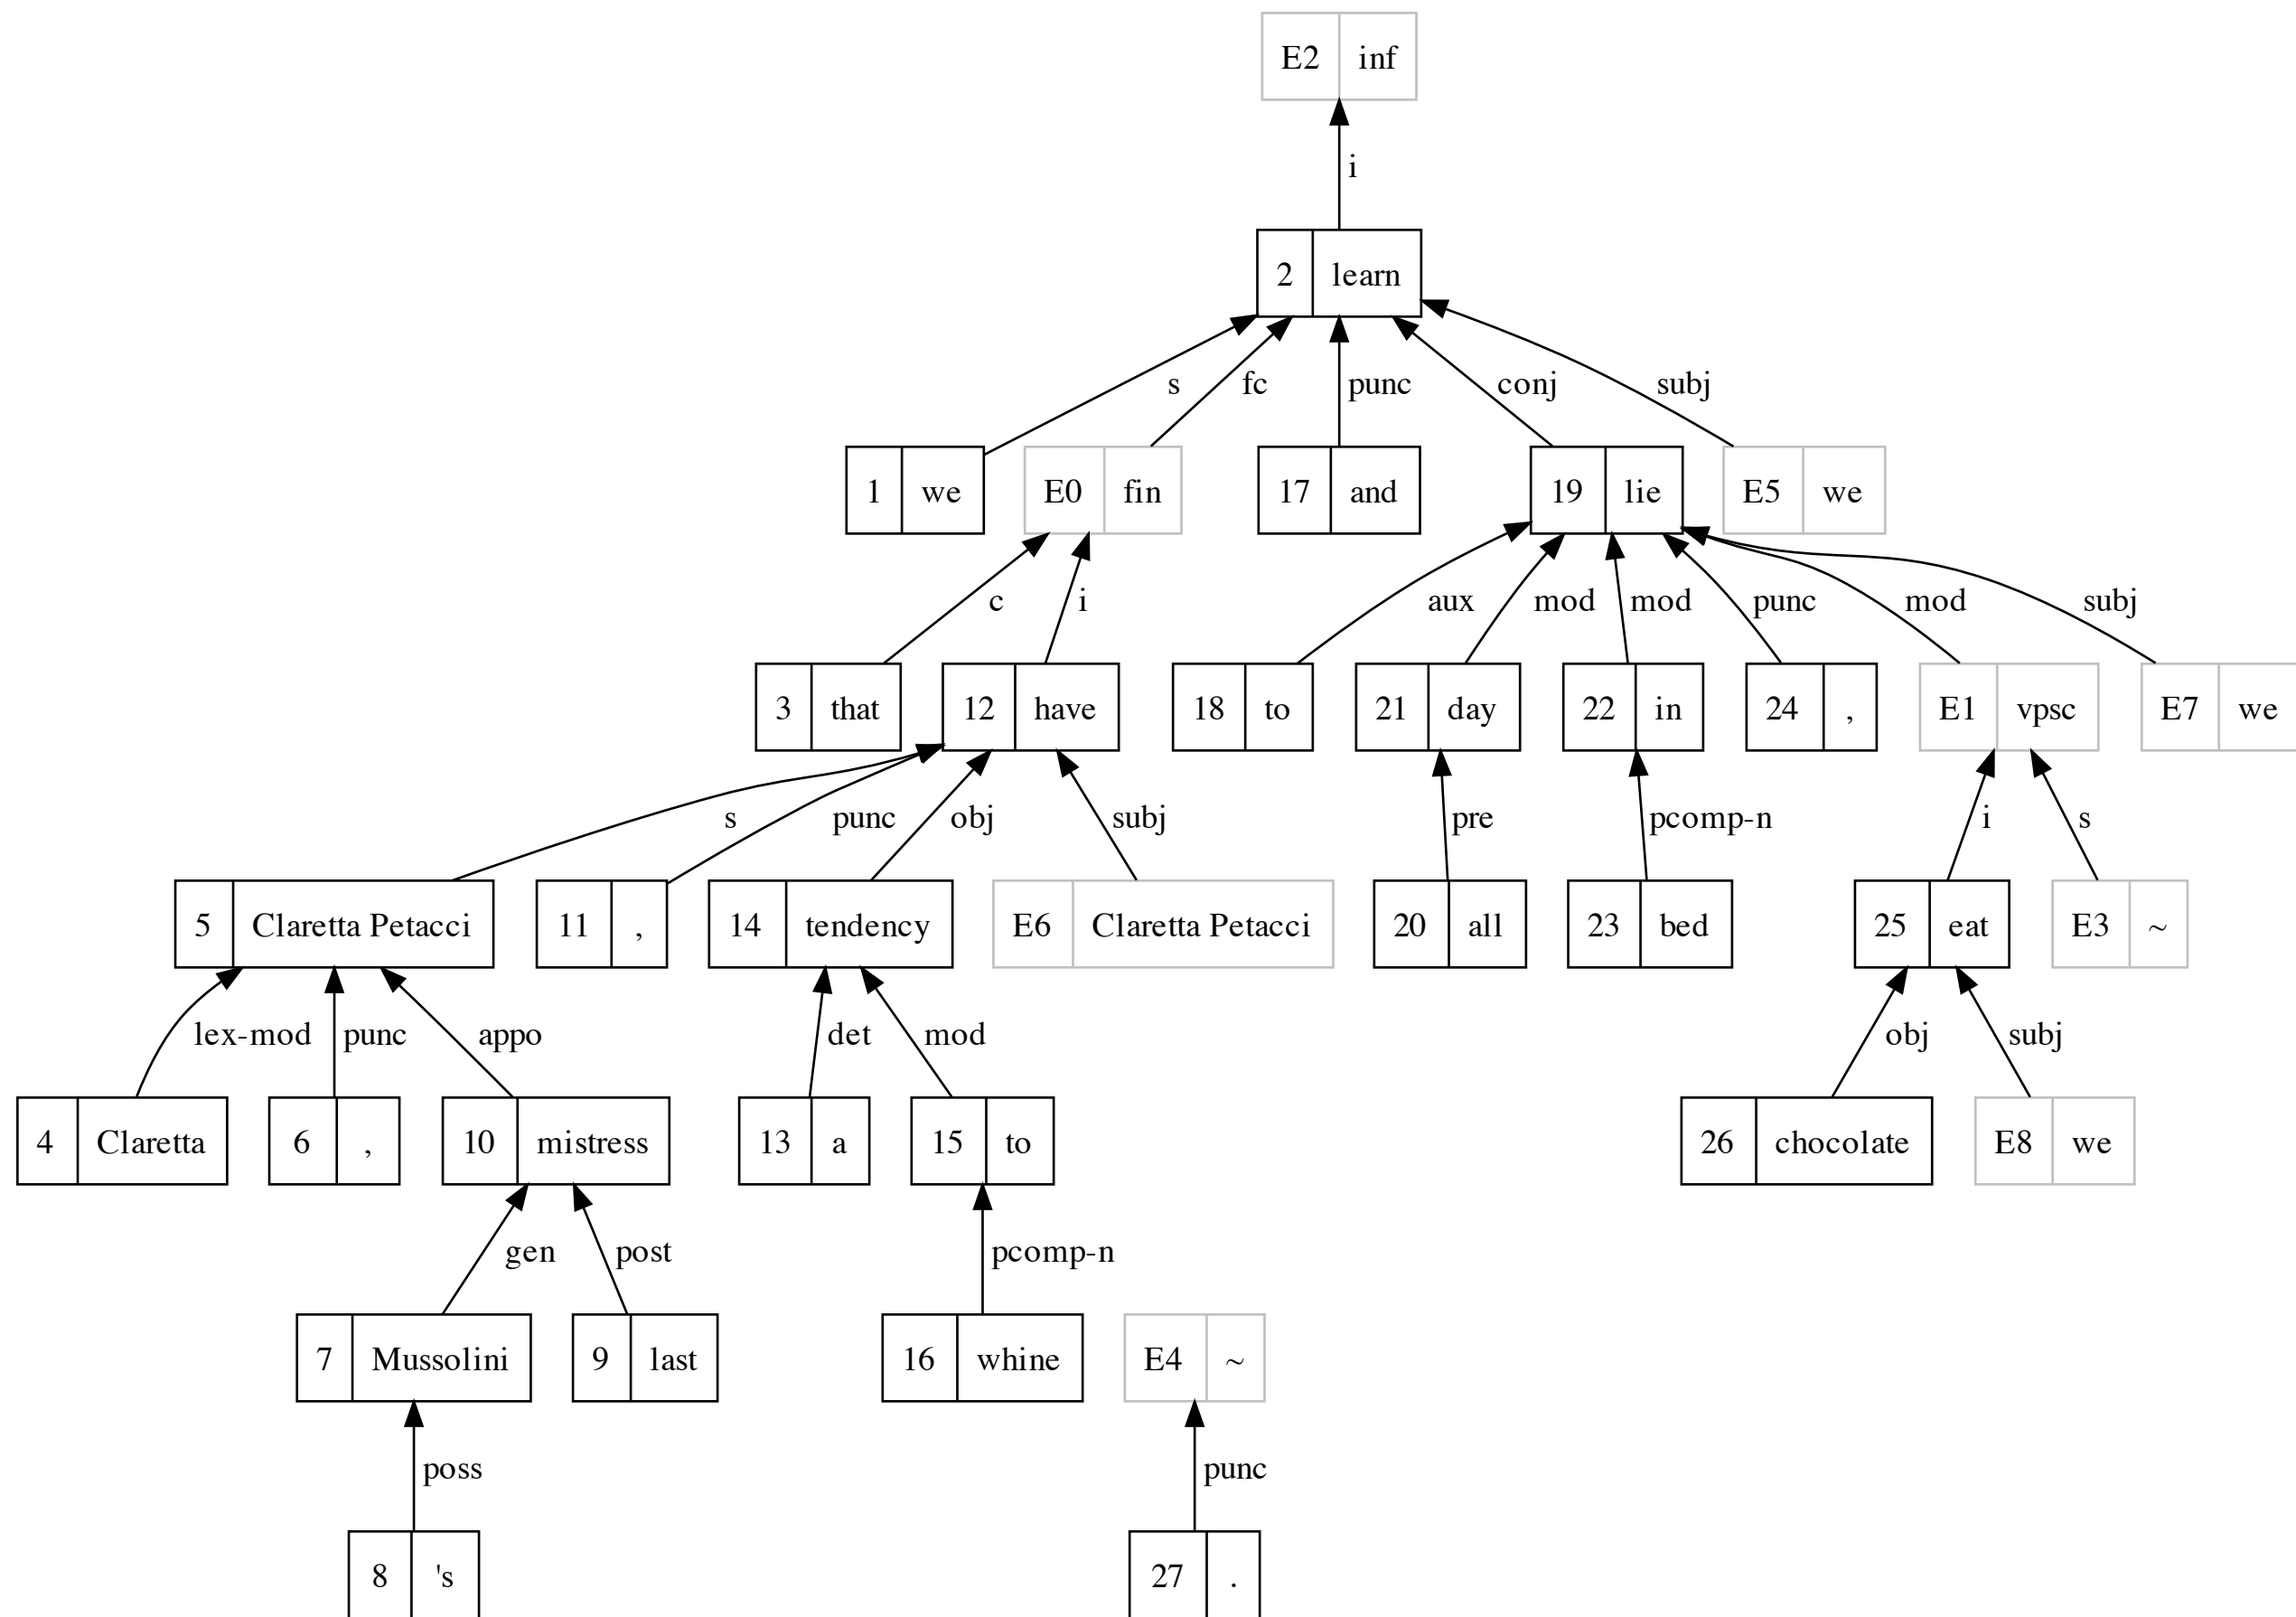 E2 inf
i
2 learn
s fc punc conj subj
1 we E0 fin 17 and 19 lie E5 we
c i aux mod mod punc mod subj
3 that 12 have 18 to 21 day 22 in 24 , E1 vpsc E7 we
s punc obj subj pre pcomp-n i s
5 Claretta Petacci 11 , 14 tendency E6 Claretta Petacci 20 all 23 bed 25 eat E3 ~
lex-mod punc appo det mod obj subj
4 Claretta 6 , 10 mistress 13 a 15 to 26 chocolate E8 we
gen post pcomp-n
7 Mussolini 9 last 16 whine E4 ~
poss punc
8 's 27 .